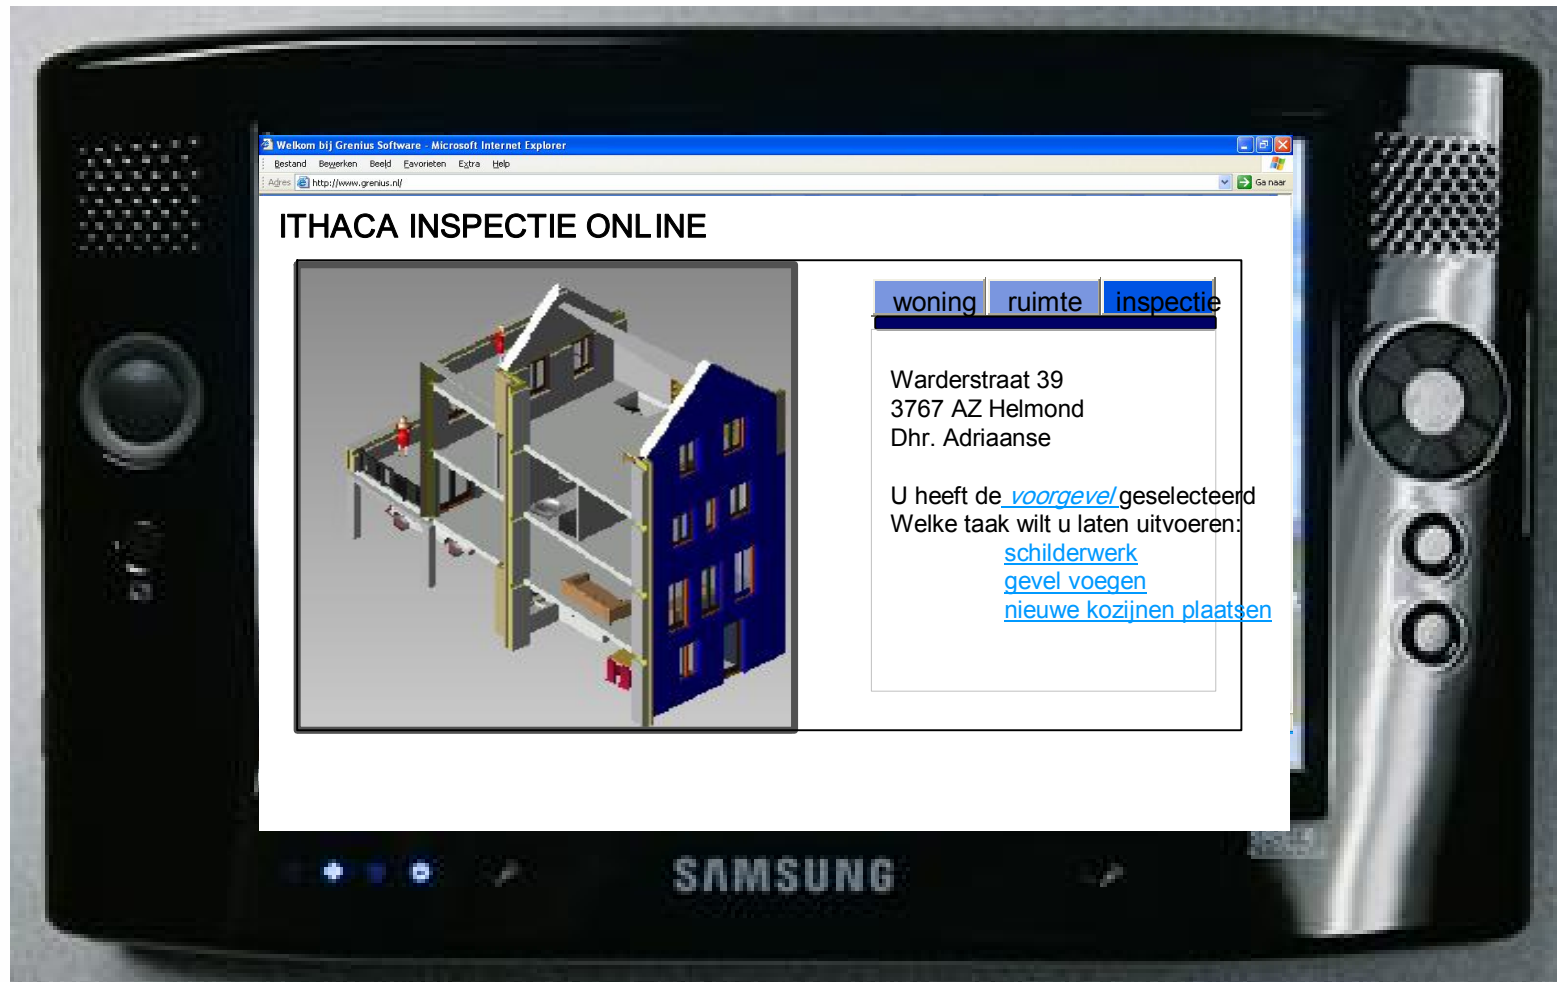 Welkom bij Grenius Software - Microsoft Internet Explorer
Bestand Bewerken Beeld Favorieten Extra Help
Adres http://www.grenius.nl/ Ga naar
ITHACA INSPECTIE ONLINE
woning ruimte inspectie
Warderstraat 39
3767 AZ Helmond
Dhr. Adriaanse
U heeft de voorgevel geselecteerd
Welke taak wilt u laten uitvoeren:
schilderwerk
gevel voegen
nieuwe kozijnen plaatsen
SAMSUNG